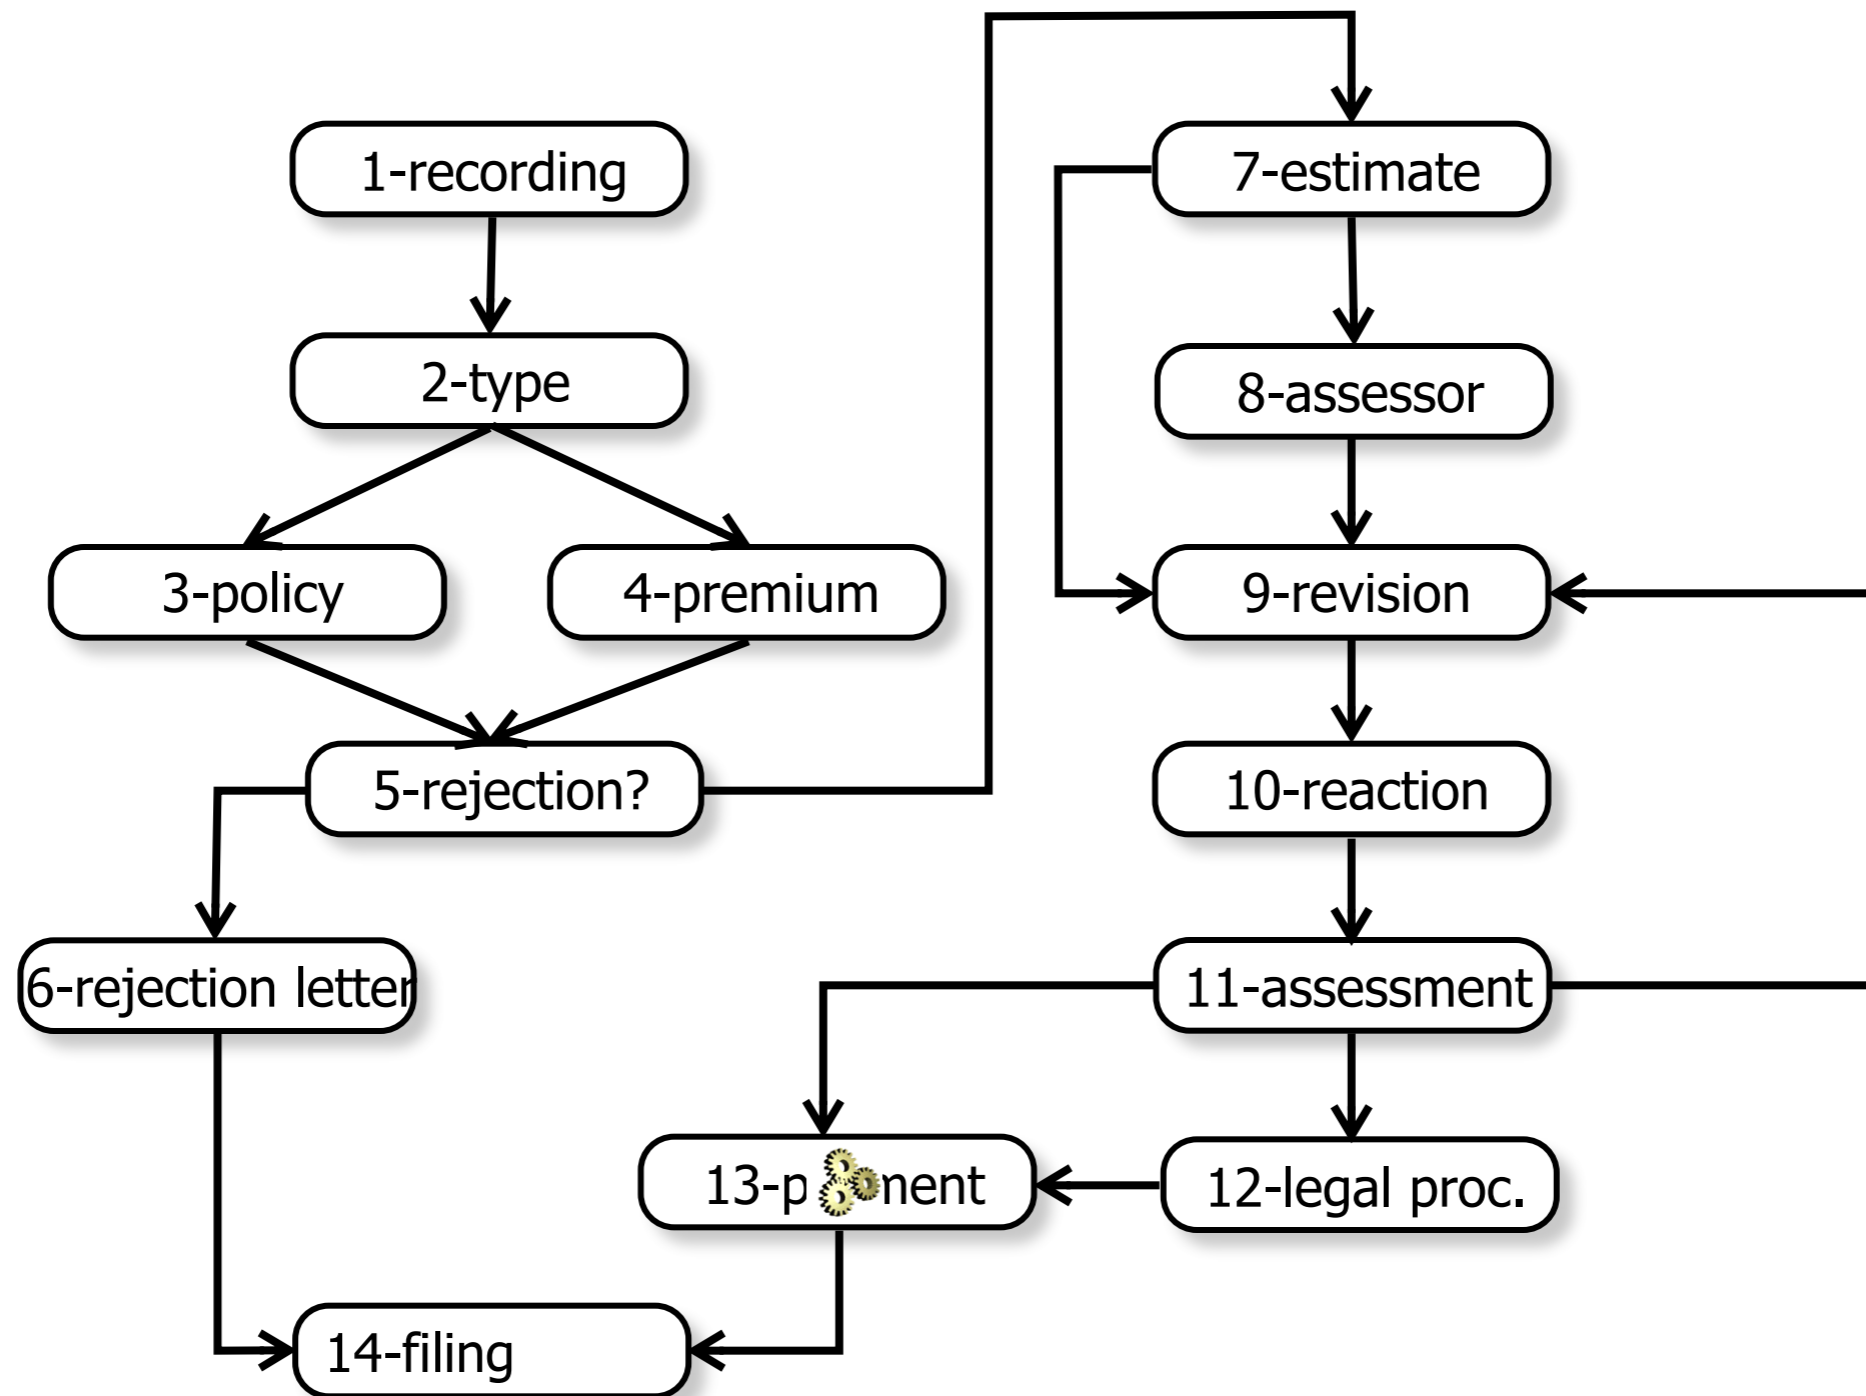 1-recording
2-type
3-policy
4-premium
5-rejection?
6-rejection letter
7-estimate
8-assessor
9-revision
10-reaction
11-assessment
12-legal proc.
14-filing